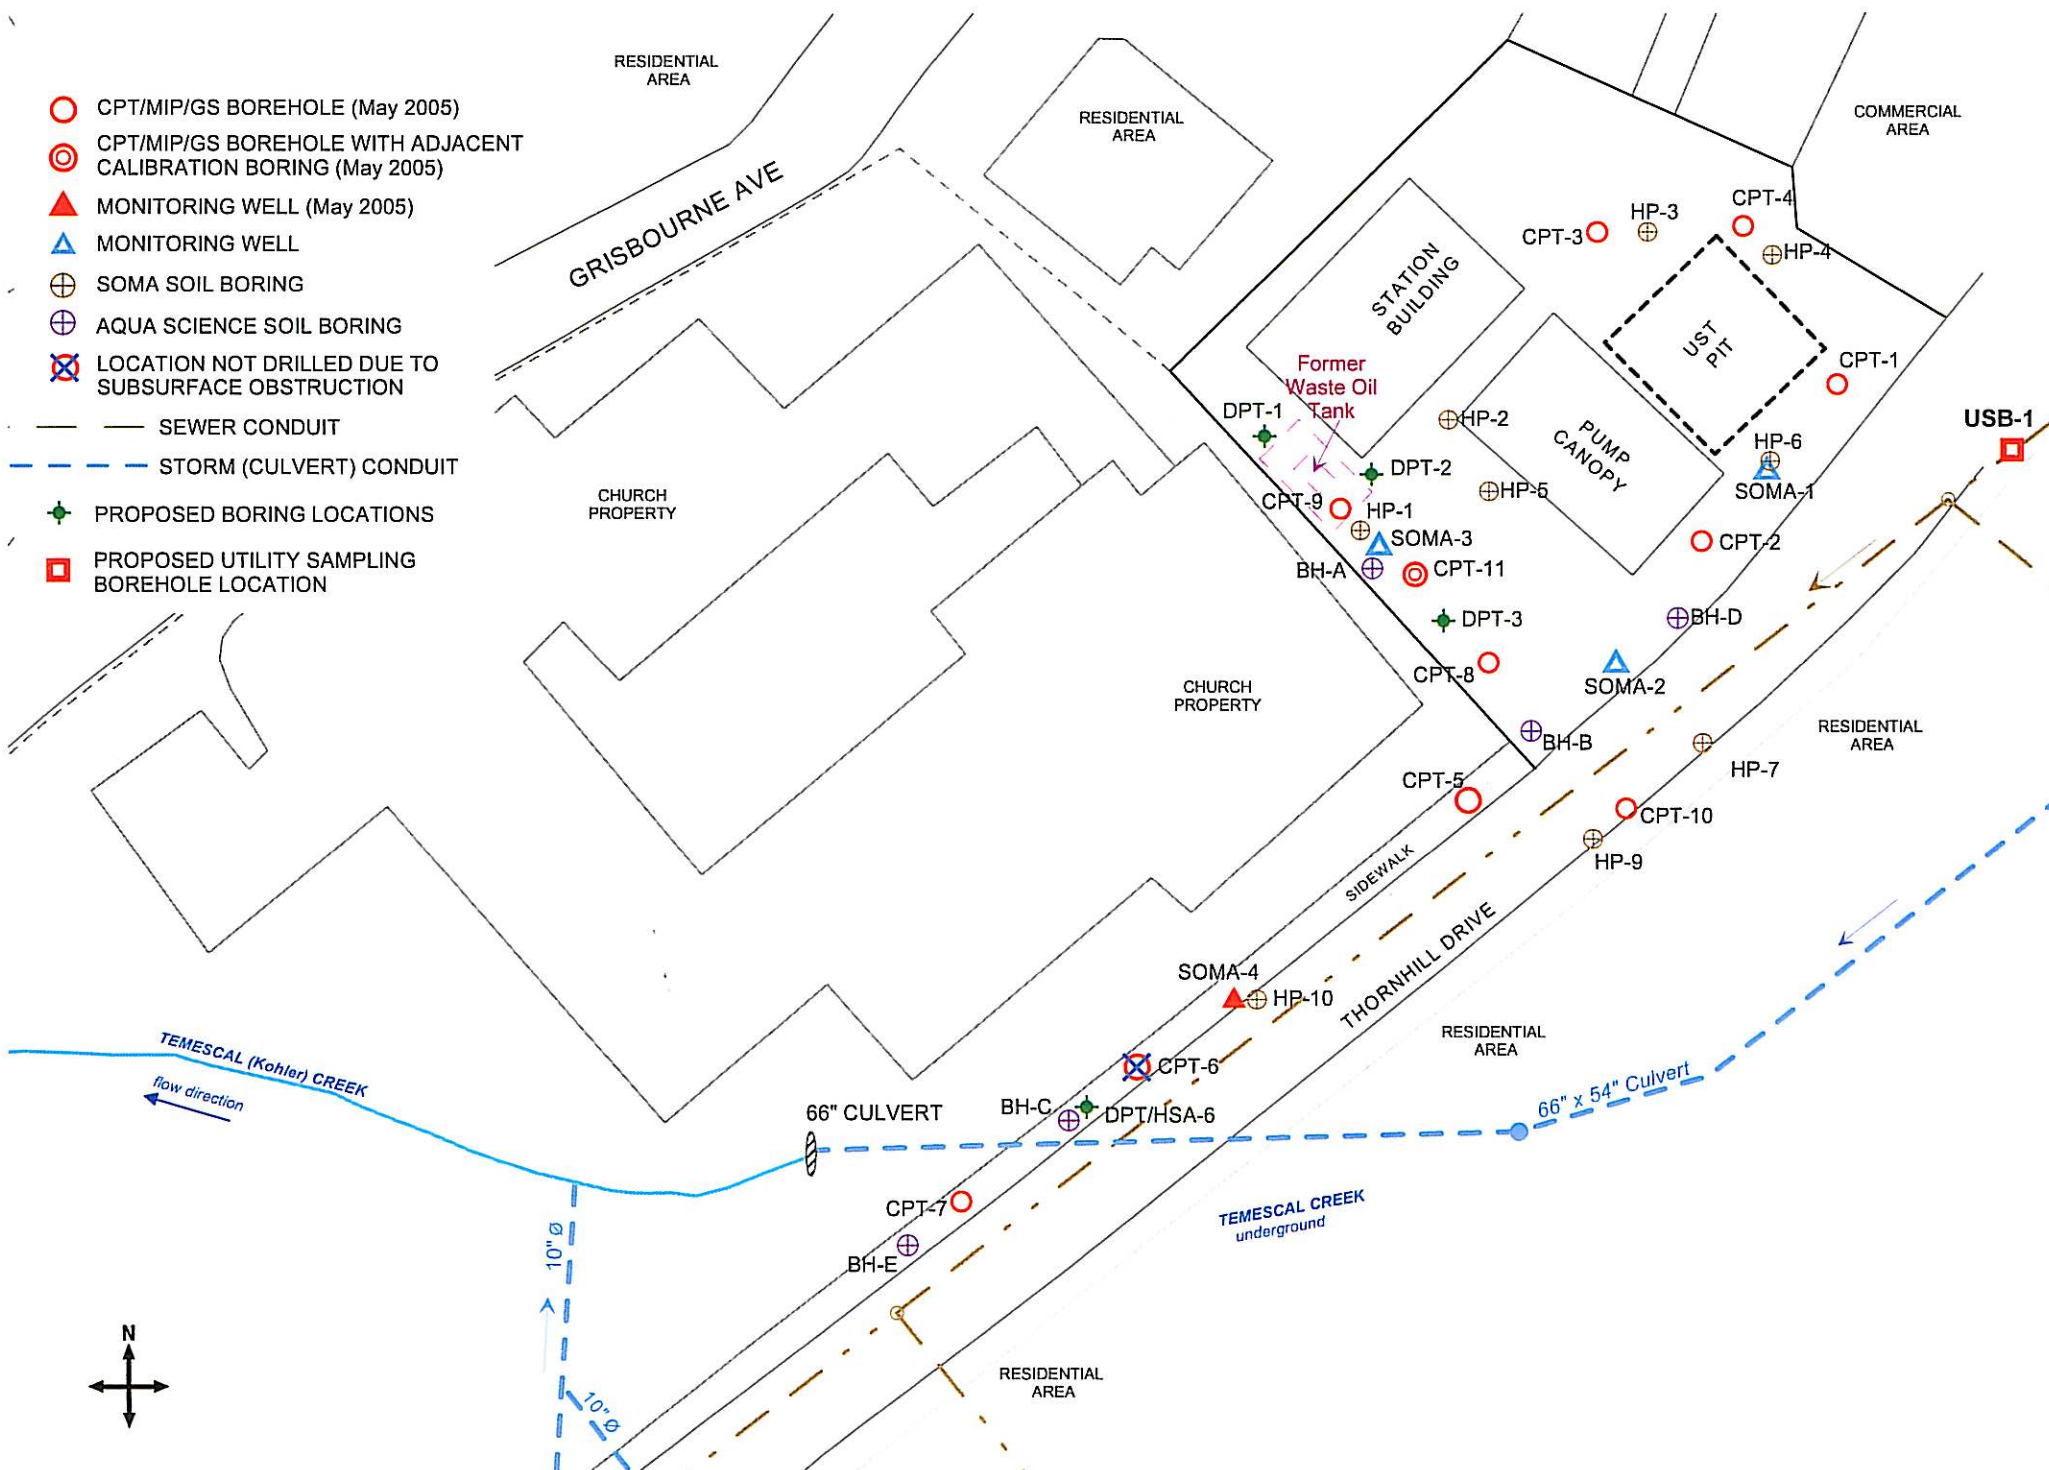 CPT/MIP/GS BOREHOLE (May 2005)
CPT/MIP/GS BOREHOLE WITH ADJACENT
CALIBRATION BORING (May 2005)
MONITORING WELL (May 2005)
MONITORING WELL
SOMA SOIL BORING
AQUA SCIENCE SOIL BORING
LOCATION NOT DRILLED DUE TO
SUBSURFACE OBSTRUCTION
SEWER CONDUIT
STORM (CULVERT) CONDUIT
PROPOSED BORING LOCATIONS
PROPOSED UTILITY SAMPLING
BOREHOLE LOCATION
RESIDENTIAL
AREA
GRISBOURNE AVE
RESIDENTIAL
AREA
COMMERCIAL
AREA
CPT-3
HP-3
CPT-4
HP-4
STATION
BUILDING
UST
PIT
CPT-1
Former
Waste Oil
Tank
DPT-1
HP-2
PUMP
CANOPY
HP-6
SOMA-1
USB-1
DPT-2
HP-5
CPT-9
HP-1
SOMA-3
CPT-2
BH-A
CPT-11
DPT-3
BH-D
CPT-8
SOMA-2
BH-B
CHURCH
PROPERTY
CHURCH
PROPERTY
RESIDENTIAL
AREA
HP-7
CPT-5
CPT-10
HP-9
SIDEWALK
THORNHILL DRIVE
SOMA-4
HP-10
RESIDENTIAL
AREA
CPT-6
66" x 54" Culvert
TEMESCAL (Kohler) CREEK
flow direction
66" CULVERT
BH-C
DPT/HSA-6
CPT-7
BH-E
TEMESCAL CREEK
underground
10" Ø
10" Ø
RESIDENTIAL
AREA
N